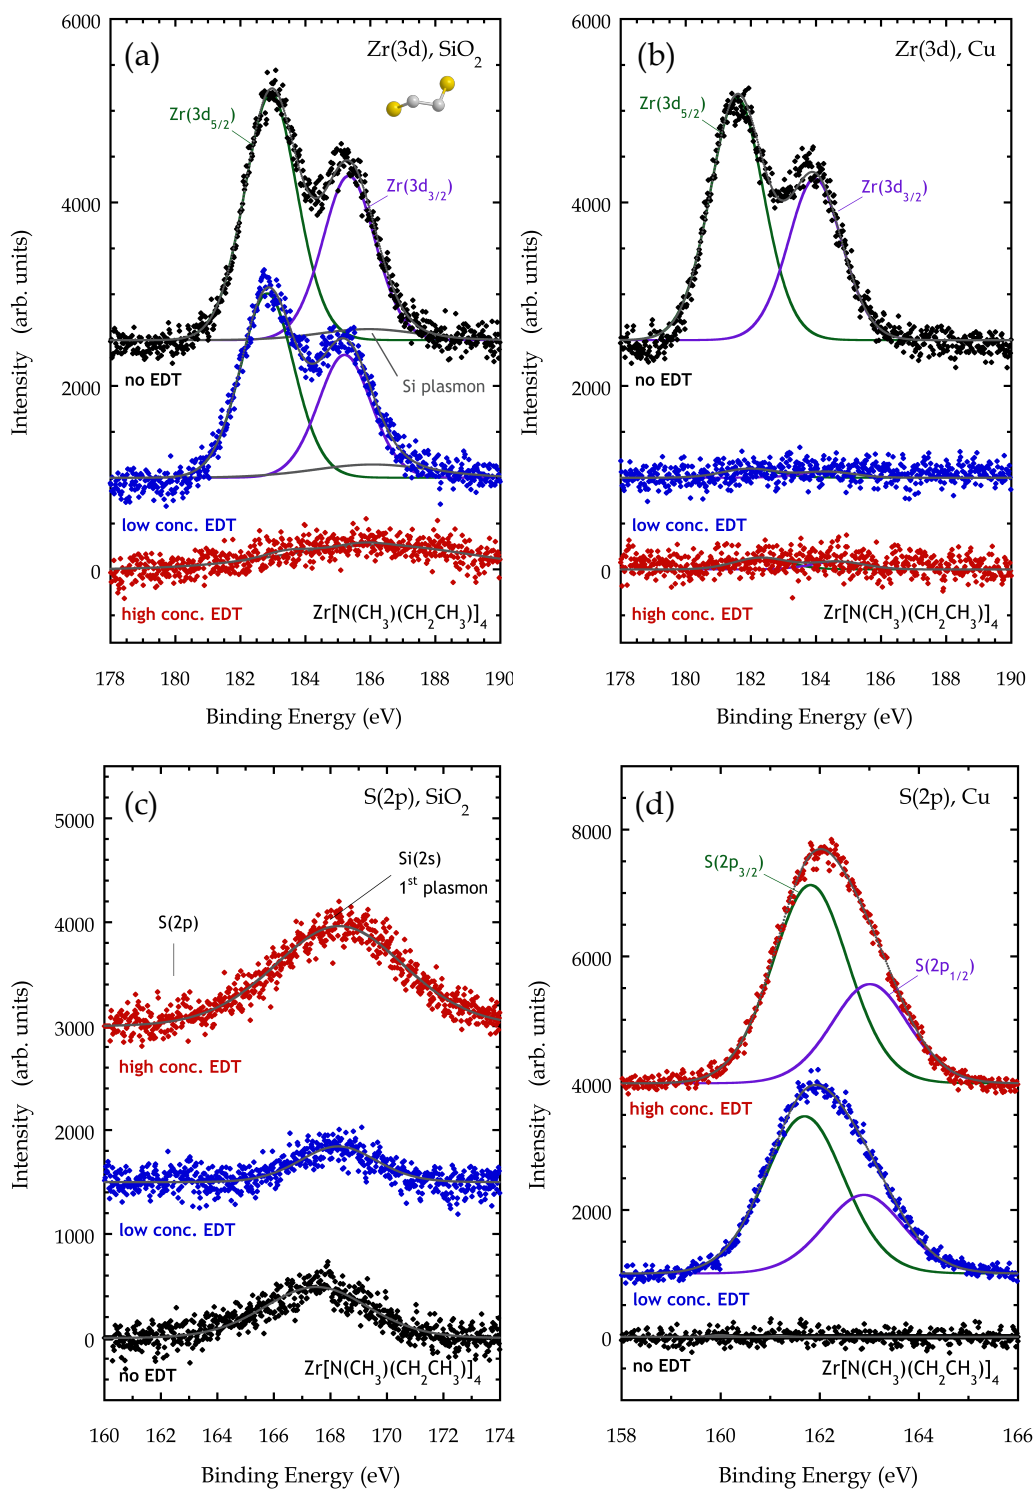 (a)
Zr(3d), SiO2
Zr(3d5/2)
Zr(3d3/2)
Si plasmon
no EDT
low conc. EDT
high conc. EDT
Zr[N(CH3)(CH2CH3)]4
6000
4000
2000
0
Intensity (arb. units)
178 180 182 184 186 188 190
Binding Energy (eV)
(b)
Zr(3d), Cu
Zr(3d5/2)
Zr(3d3/2)
no EDT
low conc. EDT
high conc. EDT
Zr[N(CH3)(CH2CH3)]4
6000
4000
2000
0
Intensity (arb. units)
178 180 182 184 186 188 190
Binding Energy (eV)
(c)
S(2p), SiO2
Si(2s)
1st plasmon
S(2p)
high conc. EDT
low conc. EDT
no EDT
Zr[N(CH3)(CH2CH3)]4
5000
4000
3000
2000
1000
0
Intensity (arb. units)
160 162 164 166 168 170 172 174
Binding Energy (eV)
(d)
S(2p), Cu
S(2p3/2)
S(2p1/2)
high conc. EDT
low conc. EDT
no EDT
Zr[N(CH3)(CH2CH3)]4
8000
6000
4000
2000
0
Intensity (arb. units)
158 160 162 164 166
Binding Energy (eV)